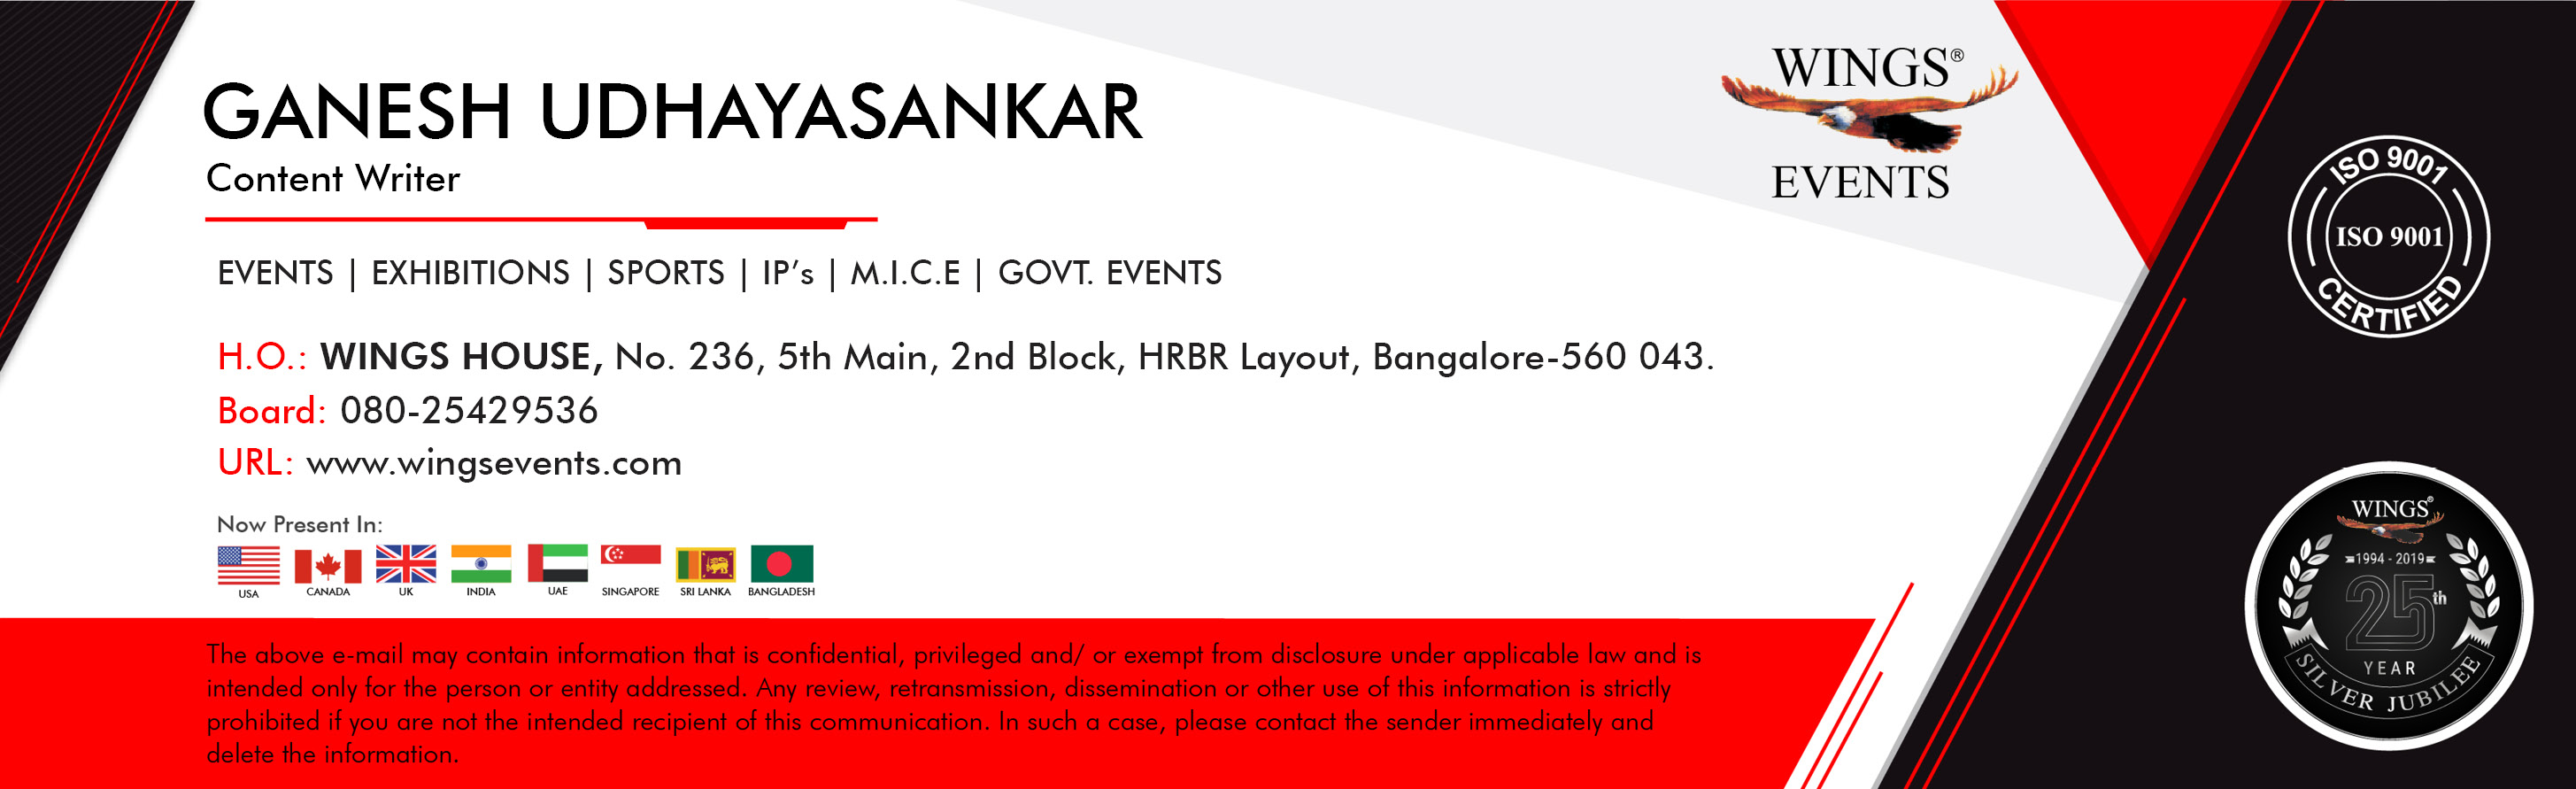 GANESH UDHAYASANKAR
Content Writer
WINGS®
EVENTS
EVENTS | EXHIBITIONS | SPORTS | IP's | M.I.C.E | GOVT. EVENTS
H.O.: WINGS HOUSE, No. 236, 5th Main, 2nd Block, HRBR Layout, Bangalore-560 043.
Board: 080-25429536
URL: www.wingsevents.com
Now Present In:
USA CANADA UK INDIA UAE SINGAPORE SRI LANKA BANGLADESH
The above e-mail may contain information that is confidential, privileged and/ or exempt from disclosure under applicable law and is
intended only for the person or entity addressed. Any review, retransmission, dissemination or other use of this information is strictly
prohibited if you are not the intended recipient of this communication. In such a case, please contact the sender immediately and
delete the information.
ISO 9001
ISO 9001
CERTIFIED
WINGS®
1994 - 2019
25th
YEAR
SILVER JUBILEE